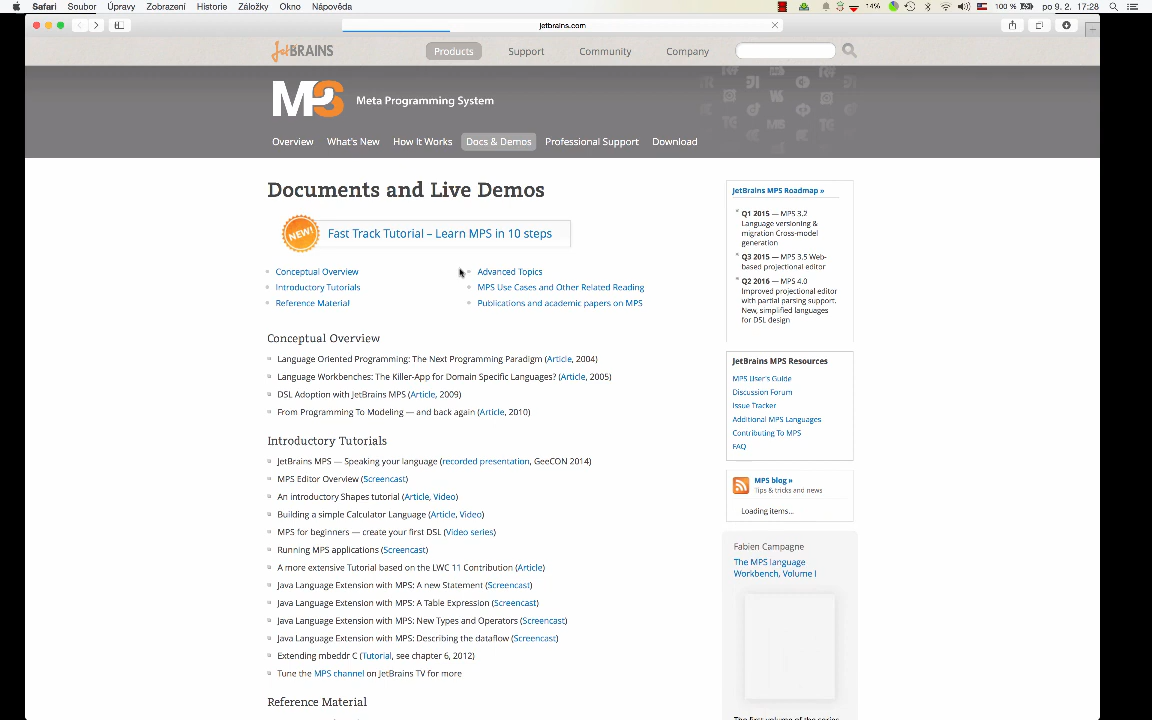 Safari Soubor Úpravy Zobrazení Historie Záložky Okno Nápověda
14% 100 % po 9. 2. 17:28
jetbrains.com
JetBRAINS Products Support Community Company
MPS Meta Programming System
Overview What's New How It Works Docs & Demos Professional Support Download
Documents and Live Demos
NEW! Fast Track Tutorial – Learn MPS in 10 steps
Conceptual Overview
Introductory Tutorials
Reference Material
Advanced Topics
MPS Use Cases and Other Related Reading
Publications and academic papers on MPS
Conceptual Overview
Language Oriented Programming: The Next Programming Paradigm (Article, 2004)
Language Workbenches: The Killer-App for Domain Specific Languages? (Article, 2005)
DSL Adoption with JetBrains MPS (Article, 2009)
From Programming To Modeling — and back again (Article, 2010)
Introductory Tutorials
JetBrains MPS — Speaking your language (recorded presentation, GeeCON 2014)
MPS Editor Overview (Screencast)
An introductory Shapes tutorial (Article, Video)
Building a simple Calculator Language (Article, Video)
MPS for beginners — create your first DSL (Video series)
Running MPS applications (Screencast)
A more extensive Tutorial based on the LWC 11 Contribution (Article)
Java Language Extension with MPS: A new Statement (Screencast)
Java Language Extension with MPS: A Table Expression (Screencast)
Java Language Extension with MPS: New Types and Operators (Screencast)
Java Language Extension with MPS: Describing the dataflow (Screencast)
Extending mbeddr C (Tutorial, see chapter 6, 2012)
Tune the MPS channel on JetBrains TV for more
Reference Material
JetBrains MPS Roadmap »
Q1 2015 — MPS 3.2
Language versioning &
migration Cross-model
generation
Q3 2015 — MPS 3.5 Web-
based projectional editor
Q2 2016 — MPS 4.0
Improved projectional editor
with partial parsing support.
New, simplified languages
for DSL design
JetBrains MPS Resources
MPS User's Guide
Discussion Forum
Issue Tracker
Additional MPS Languages
Contributing To MPS
FAQ
MPS blog »
Tips & tricks and news
Loading items...
Fabien Campagne
The MPS language
Workbench, Volume I
The first volume of the series